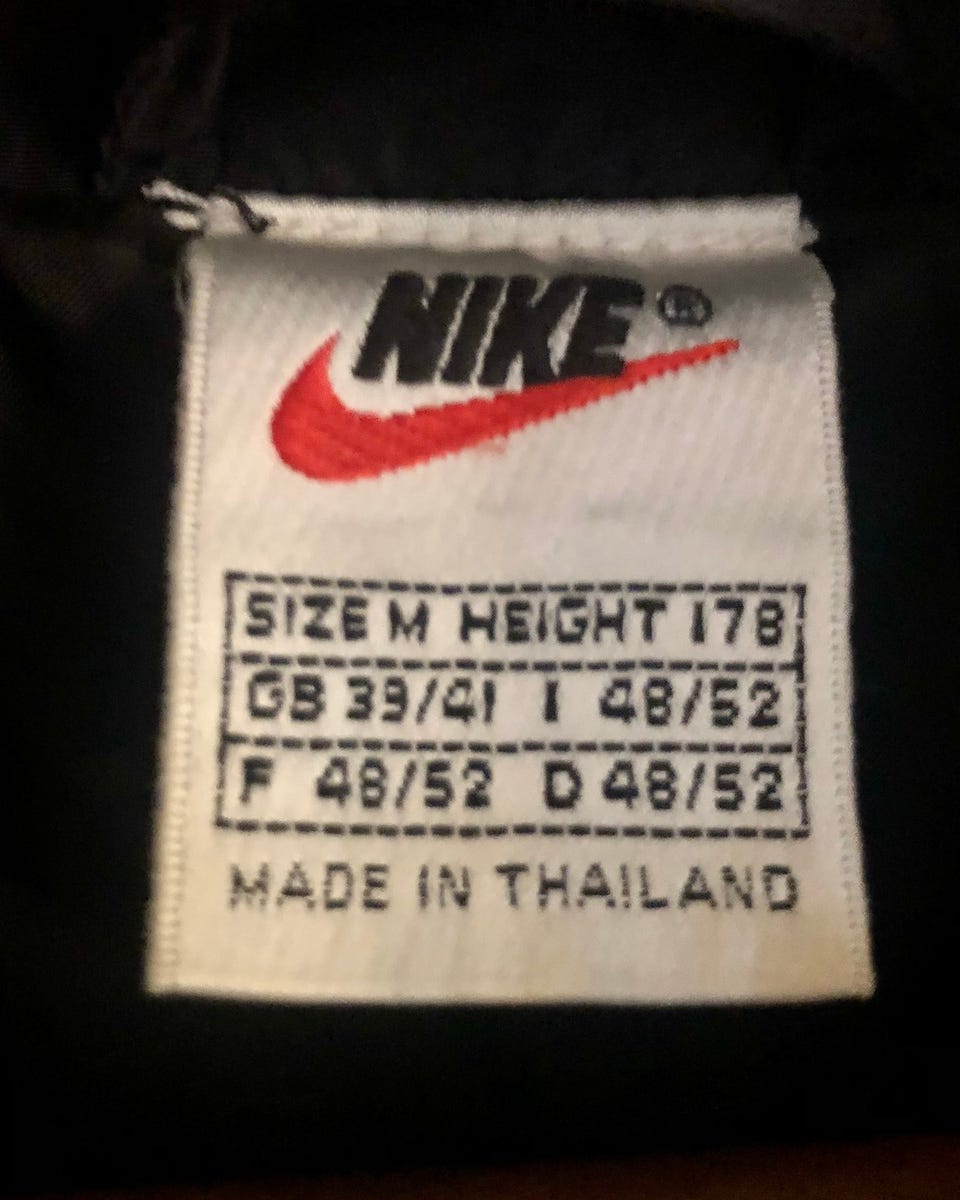 NIKE®
SIZE M HEIGHT 178
GB 39/41 I 48/52
F 48/52 D 48/52
MADE IN THAILAND